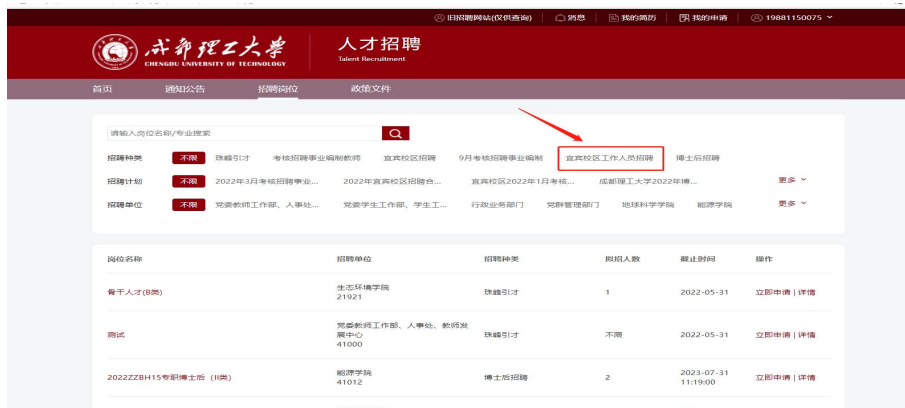 旧招聘网站(仅供查询) 消息 我的简历 我的申请 19881150075
成都理工大学 人才招聘
CHENGDU UNIVERSITY OF TECHNOLOGY Talent Recruitment
首页 通知公告 招聘岗位 政策文件
请输入岗位名称/专业搜索
招聘种类 不限 珠峰引才 考核招聘事业编制教师 宜宾校区招聘 9月考核招聘事业编制 宜宾校区工作人员招聘 博士后招聘
招聘计划 不限 2022年3月考核招聘事业... 2022年宜宾校区招聘合... 宜宾校区2022年1月考核... 成都理工大学2022年博... 更多
招聘单位 不限 党委教师工作部、人事处... 党委学生工作部、学生工... 行政业务部门 党群管理部门 地球科学学院 能源学院 更多
岗位名称 招聘单位 招聘种类 拟招人数 截止时间 操作
骨干人才(B类) 生态环境学院 21921 珠峰引才 1 2022-05-31 立即申请 | 详情
测试 党委教师工作部、人事处、教师发展中心 41000 珠峰引才 不限 2022-05-31 立即申请 | 详情
2022ZZBH15专职博士后（II类） 能源学院 41012 博士后招聘 2 2023-07-31 11:19:00 立即申请 | 详情